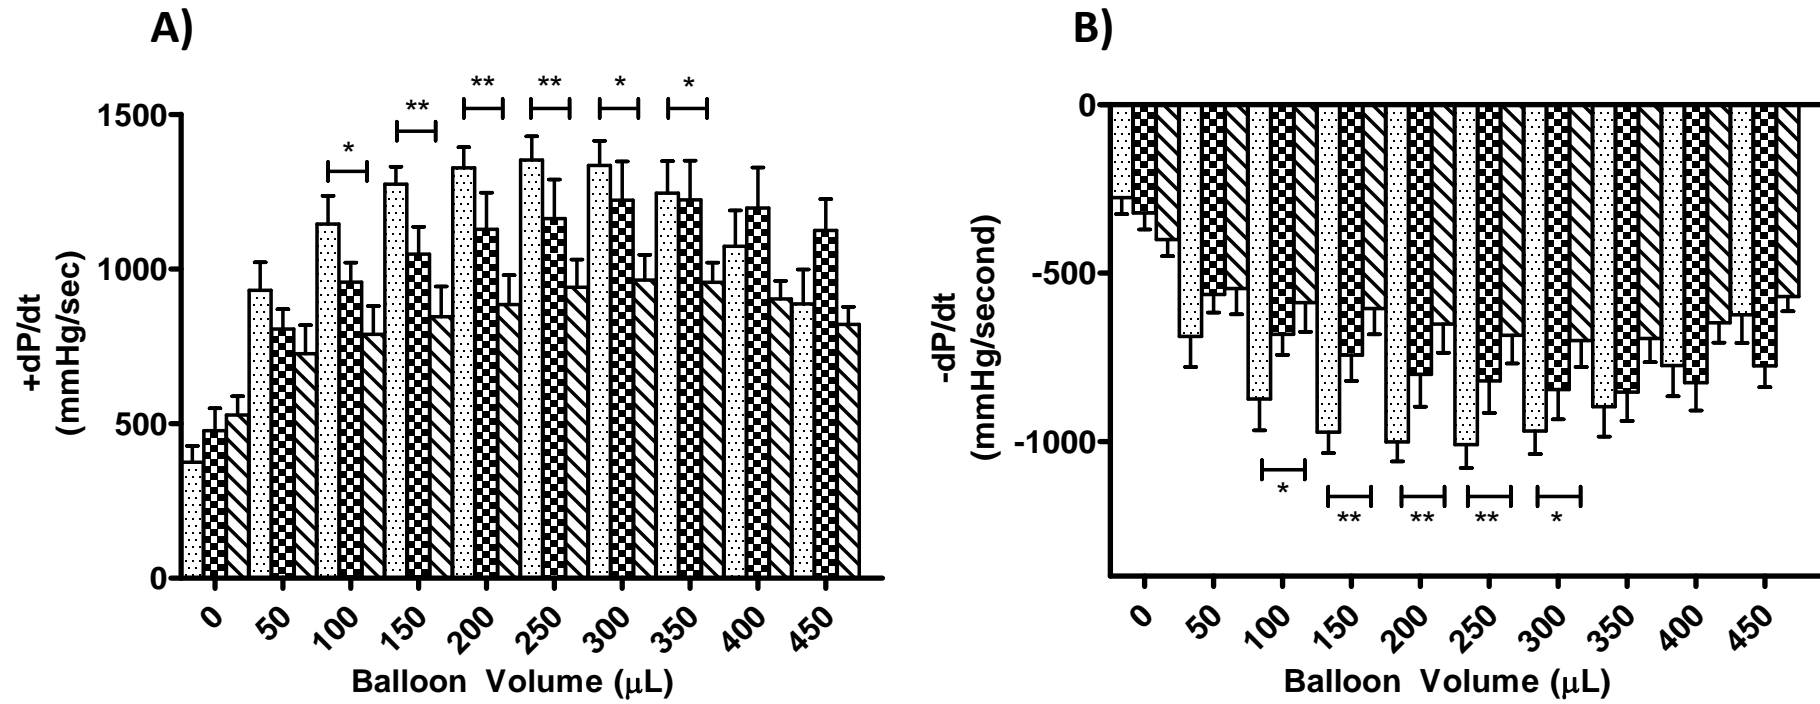 A)
* ** ** ** * *
1500
1000
500
0
+dP/dt
(mmHg/sec)
0 50 100 150 200 250 300 350 400 450
Balloon Volume (μL)
B)
0
-500
-1000
-dP/dt
(mmHg/second)
* ** ** ** *
0 50 100 150 200 250 300 350 400 450
Balloon Volume (μL)